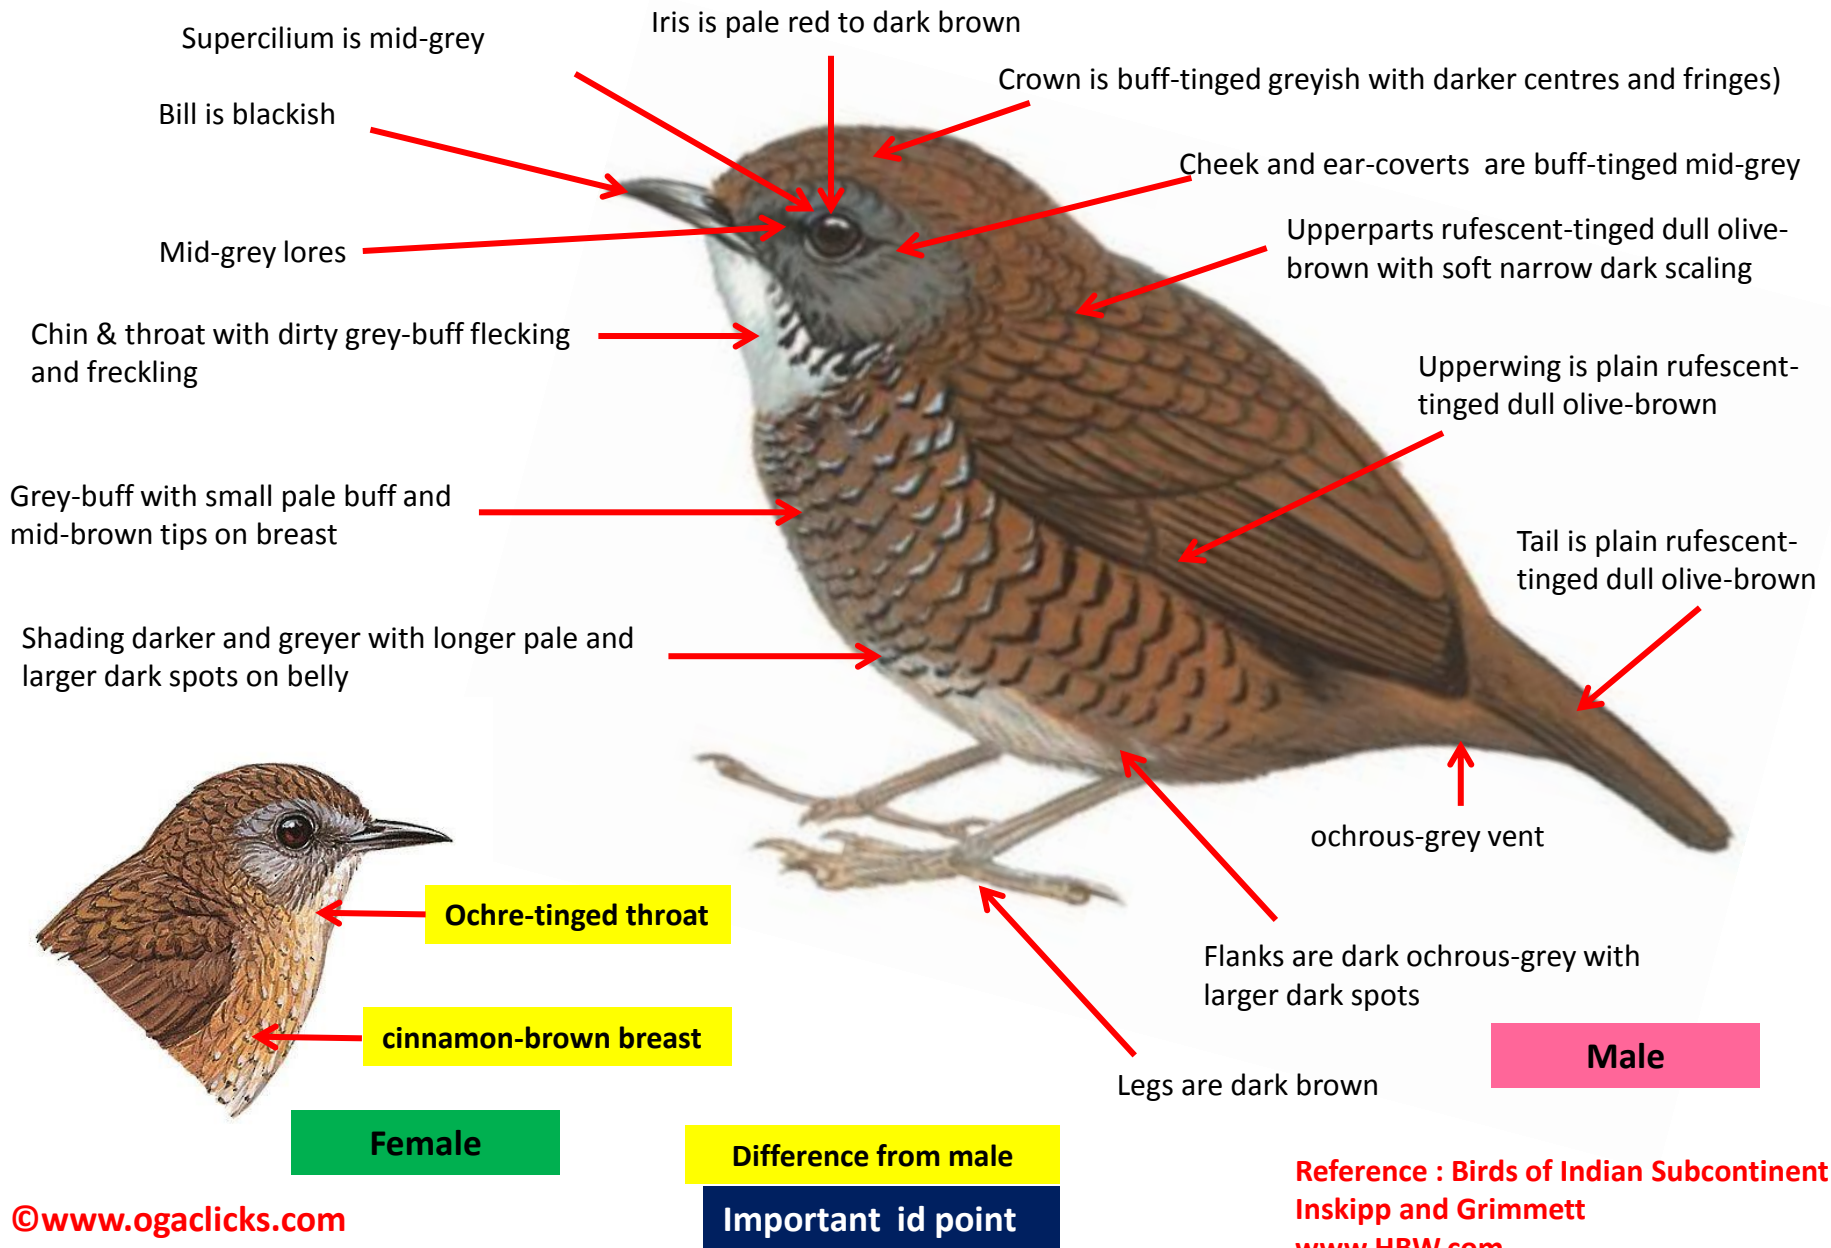 Iris is pale red to dark brown
Supercilium is mid-grey
Crown is buff-tinged greyish with darker centres and fringes)
Bill is blackish
Cheek and ear-coverts  are buff-tinged mid-grey
Mid-grey lores
Upperparts rufescent-tinged dull olive-
brown with soft narrow dark scaling
Chin & throat with dirty grey-buff flecking
and freckling
Upperwing is plain rufescent-
tinged dull olive-brown
Grey-buff with small pale buff and
mid-brown tips on breast
Tail is plain rufescent-
tinged dull olive-brown
Shading darker and greyer with longer pale and
larger dark spots on belly
ochrous-grey vent
Ochre-tinged throat
Flanks are dark ochrous-grey with
larger dark spots
cinnamon-brown breast
Male
Legs are dark brown
Female
Difference from male
Reference : Birds of Indian Subcontinent
Inskipp and Grimmett
www.HBW.com
Important  id point
©www.ogaclicks.com